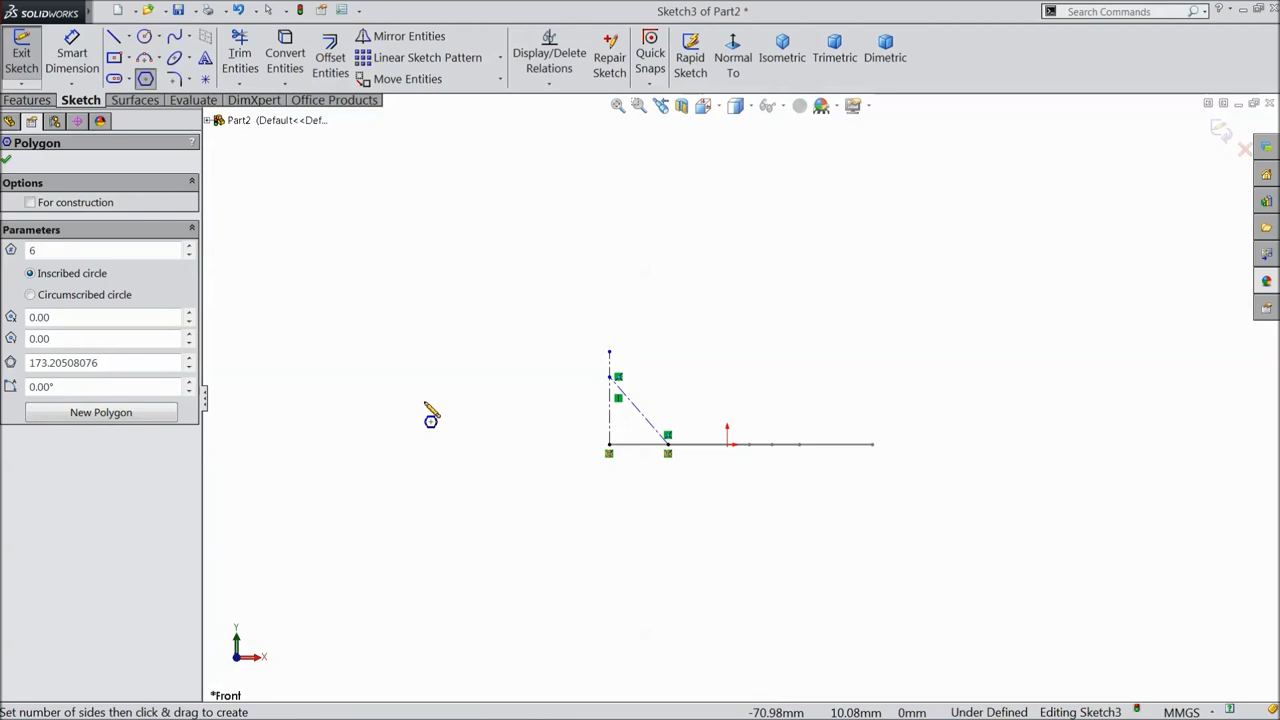 SOLIDWORKS
Sketch3 of Part2 *
Search Commands
Exit Sketch
Smart Dimension
Trim Entities
Convert Entities
Offset Entities
Mirror Entities
Linear Sketch Pattern
Move Entities
Display/Delete Relations
Repair Sketch
Quick Snaps
Rapid Sketch
Normal To
Isometric
Trimetric
Dimetric
Features
Sketch
Surfaces
Evaluate
DimXpert
Office Products
Part2 (Default<<Def...
Polygon
?
Options
For construction
Parameters
6
Inscribed circle
Circumscribed circle
0.00
0.00
173.20508076
0.00°
New Polygon
Y
X
*Front
Set number of sides then click & drag to create
-70.98mm
10.08mm
0mm
Under Defined
Editing Sketch3
MMGS